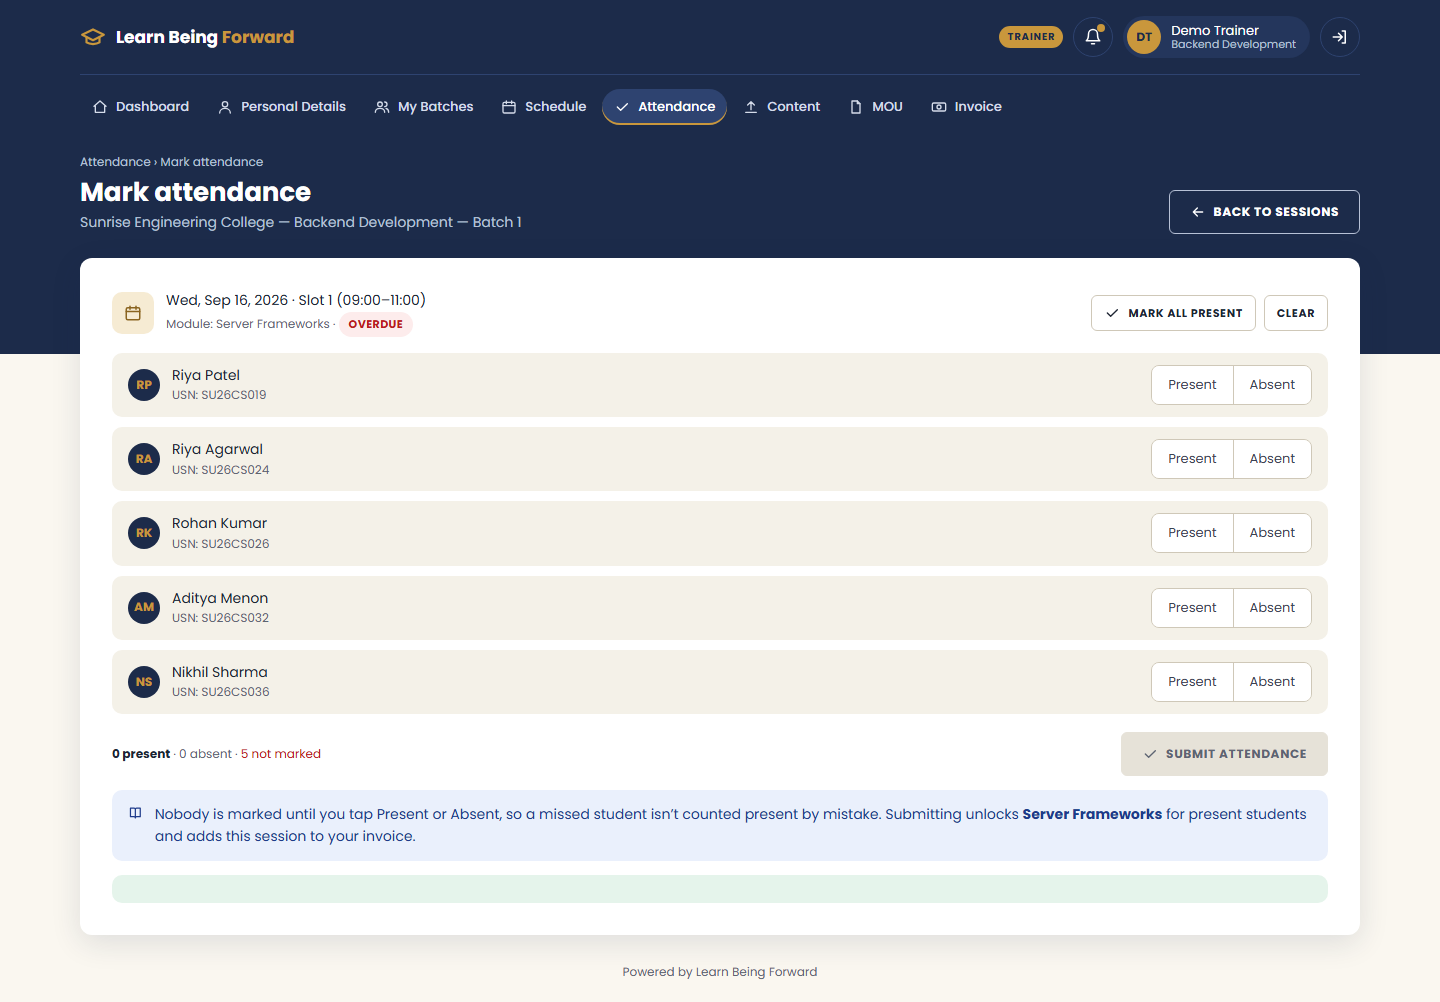 Learn Being Forward
TRAINER
DT
Demo Trainer
Backend Development
Dashboard
Personal Details
My Batches
Schedule
Attendance
Content
MOU
Invoice
Attendance › Mark attendance
Mark attendance
Sunrise Engineering College — Backend Development — Batch 1
BACK TO SESSIONS
Wed, Sep 16, 2026 · Slot 1 (09:00–11:00)
Module: Server Frameworks · OVERDUE
MARK ALL PRESENT
CLEAR
RP
Riya Patel
USN: SU26CS019
Present
Absent
RA
Riya Agarwal
USN: SU26CS024
Present
Absent
RK
Rohan Kumar
USN: SU26CS026
Present
Absent
AM
Aditya Menon
USN: SU26CS032
Present
Absent
NS
Nikhil Sharma
USN: SU26CS036
Present
Absent
0 present · 0 absent · 5 not marked
SUBMIT ATTENDANCE
Nobody is marked until you tap Present or Absent, so a missed student isn’t counted present by mistake. Submitting unlocks Server Frameworks for present students
and adds this session to your invoice.
Powered by Learn Being Forward